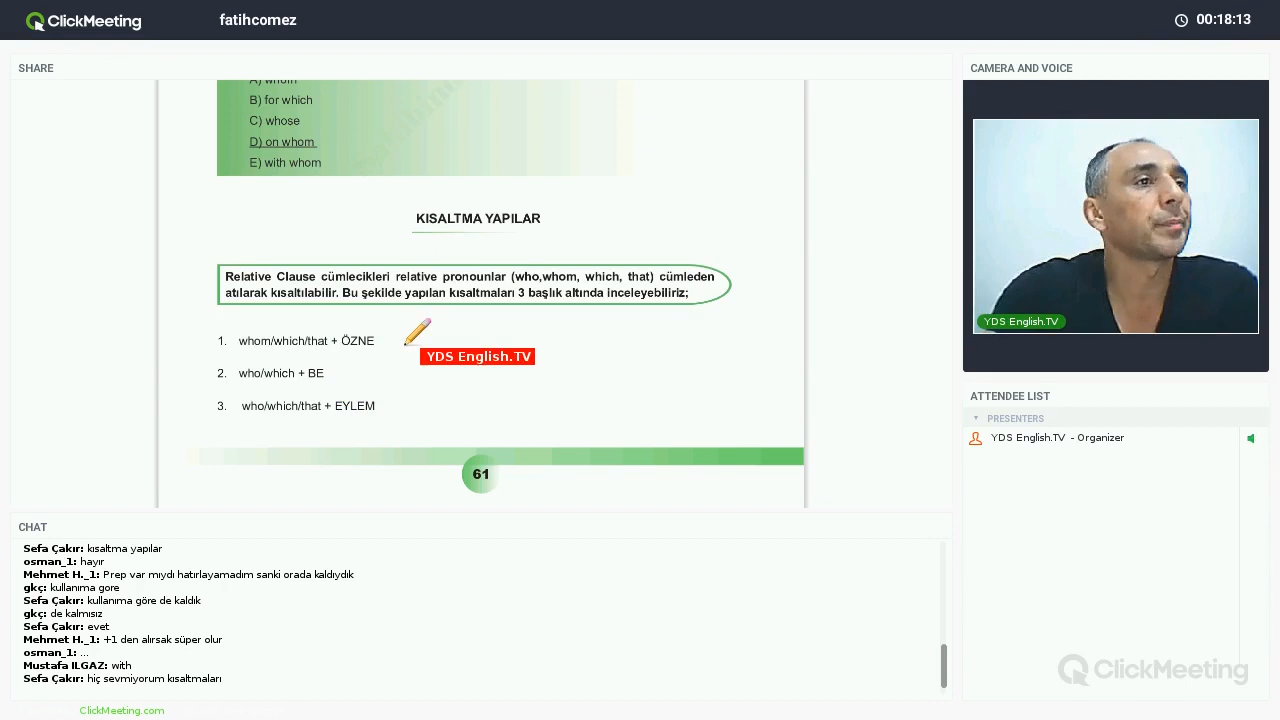 ClickMeeting
fatihcomez
00:18:13
SHARE
A) whom
B) for which
C) whose
D) on whom
E) with whom
KISALTMA YAPILAR
Relative Clause cümlecikleri relative pronounlar (who,whom, which, that) cümleden
atılarak kısaltılabilir. Bu şekilde yapılan kısaltmaları 3 başlık altında inceleyebiliriz;
1. whom/which/that + ÖZNE
YDS English.TV
2. who/which + BE
3. who/which/that + EYLEM
61
CHAT
Sefa Çakır: kısaltma yapılar
osman_1: hayır
Mehmet H._1: Prep var mıydı hatırlayamadım sanki orada kaldıydık
gkç: kullanıma gore
Sefa Çakır: kullanıma göre de kaldık
gkç: de kalmısız
Sefa Çakır: evet
Mehmet H._1: +1 den alırsak süper olur
osman_1: ...
Mustafa ILGAZ: with
Sefa Çakır: hiç sevmiyorum kısaltmaları
ClickMeeting.com
CAMERA AND VOICE
YDS English.TV
ATTENDEE LIST
PRESENTERS
YDS English.TV - Organizer
ClickMeeting